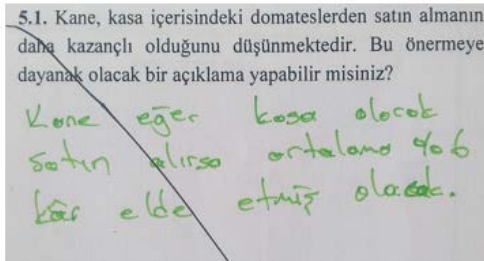 5.1. Kane, kasa içerisindeki domateslerden satın almanın
daha kazançlı olduğunu düşünmektedir. Bu önermeye
dayanak olacak bir açıklama yapabilir misiniz?
Kane eğer kasa olacak
satın alırsa ortalama %6
kâr elde etmiş olacak.